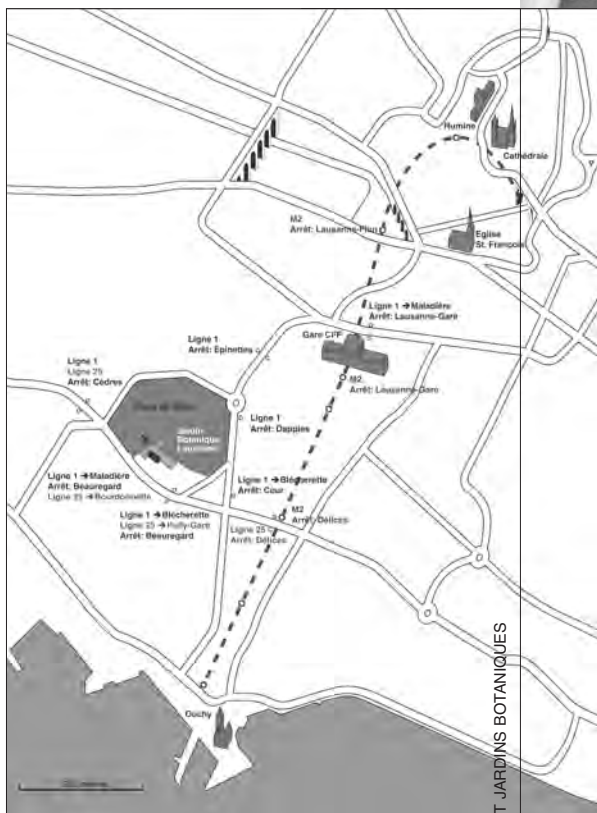 Rumine
Cathédrale
M2
Arrêt: Lausanne-Flon
Eglise
St. François
Ligne 1 → Maladière
Arrêt: Lausanne-Gare
Gare CFF
Ligne 1
Arrêt: Epinettes
Ligne 1
Ligne 25
Arrêt: Cèdres
M2
Arrêt: Lausanne-Gare
Jardin
Botanique
Lausanne
Ligne 1
Arrêt: Dapples
Ligne 1 → Maladière
Arrêt: Beauregard
Ligne 25 → Bourdonnette
Ligne 1 → Blécherette
Arrêt: Cour
Ligne 1 → Blécherette
Ligne 25 → Pully-Gare
Arrêt: Beauregard
M2
Arrêt: Délices
Ligne 25
Arrêt: Délices
Ouchy
T JARDINS BOTANIQUES